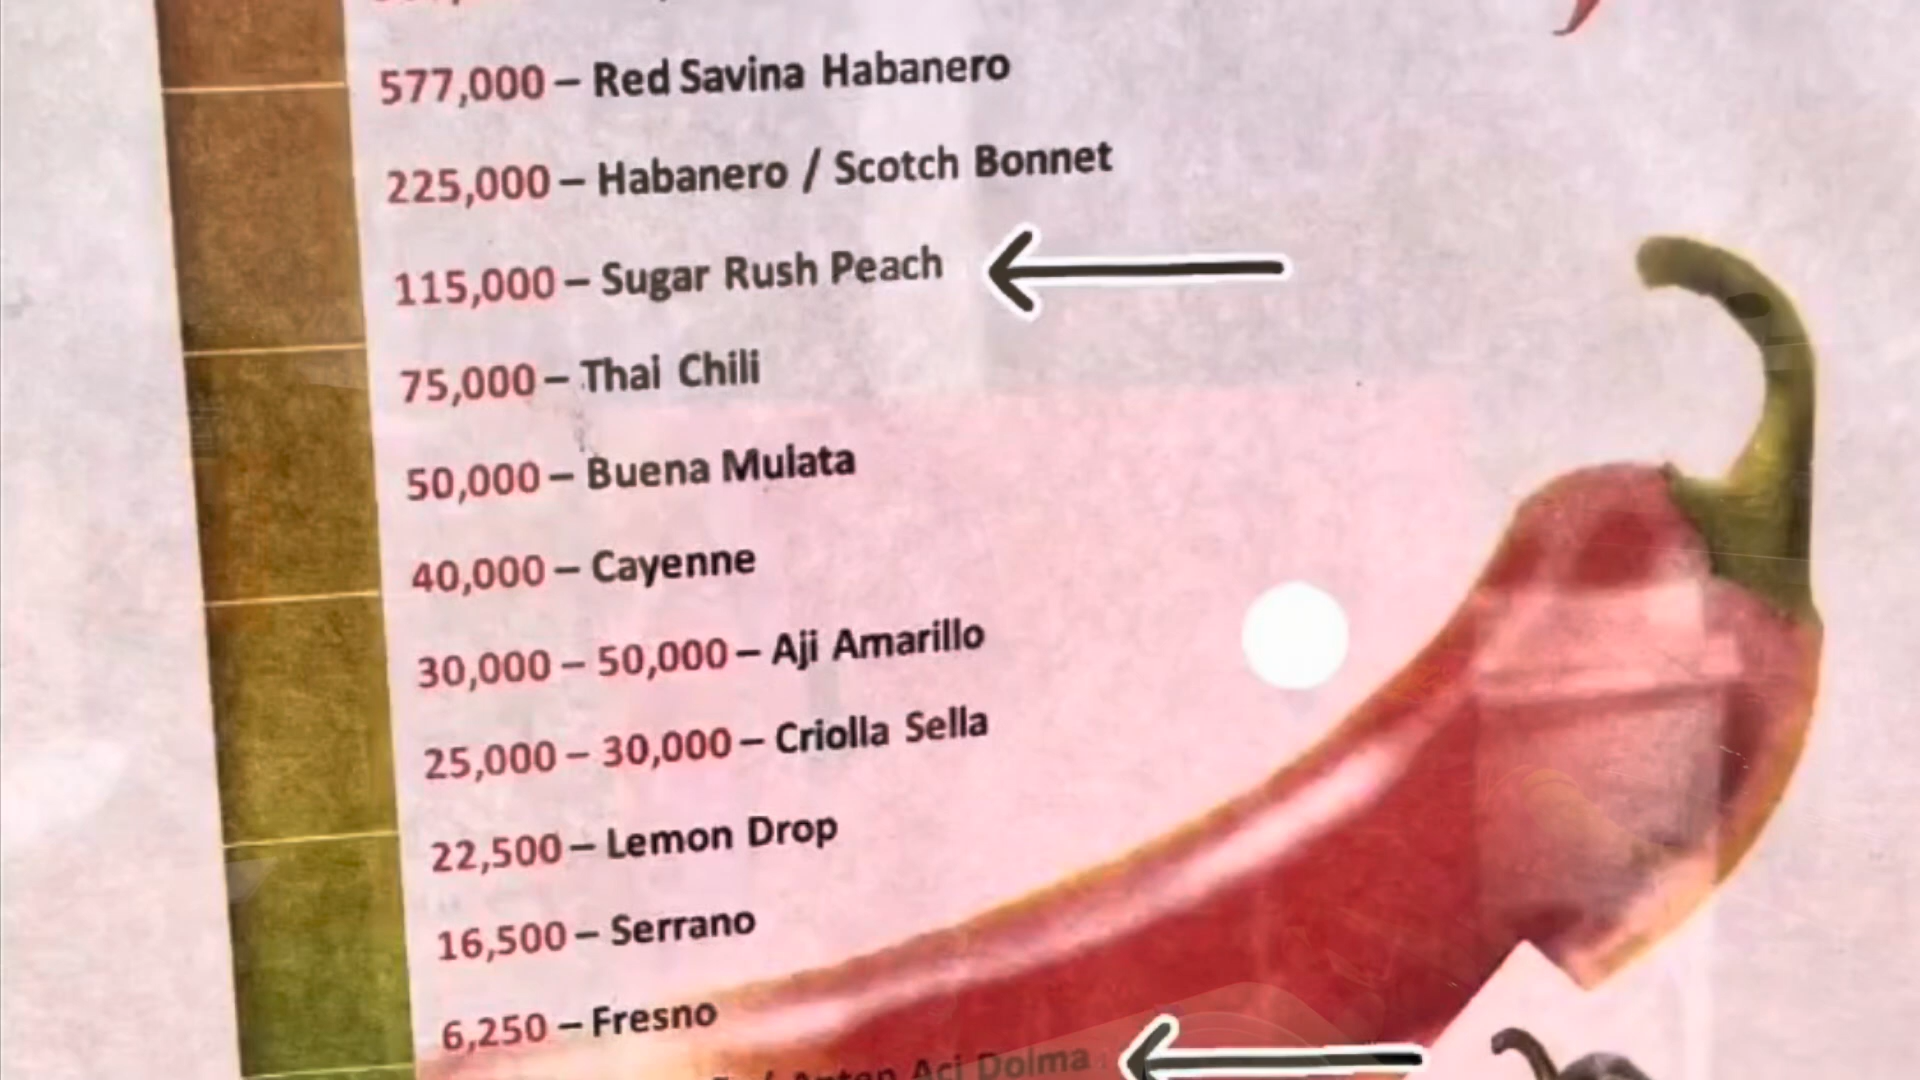 577,000 – Red Savina Habanero
225,000 – Habanero / Scotch Bonnet
115,000 – Sugar Rush Peach
75,000 – Thai Chili
50,000 – Buena Mulata
40,000 – Cayenne
30,000 – 50,000 – Aji Amarillo
25,000 – 30,000 – Criolla Sella
22,500 – Lemon Drop
16,500 – Serrano
6,250 – Fresno
Aci Dolma